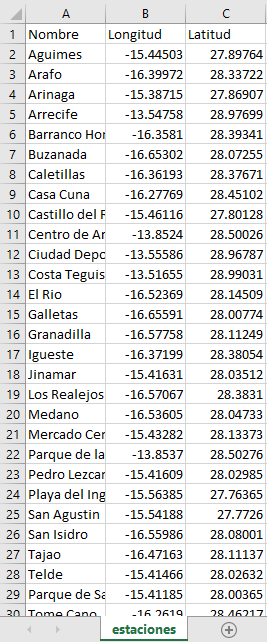 A B C
1 Nombre Longitud Latitud
2 Aguimes -15.44503 27.89764
3 Arafo -16.39972 28.33722
4 Arinaga -15.38715 27.86907
5 Arrecife -13.54758 28.97699
6 Barranco Hor -16.3581 28.39341
7 Buzanada -16.65302 28.07255
8 Caletillas -16.36193 28.37671
9 Casa Cuna -16.27769 28.45102
10 Castillo del R -15.46116 27.80128
11 Centro de Ar -13.8524 28.50026
12 Ciudad Depo -13.55586 28.96787
13 Costa Teguis -13.51655 28.99031
14 El Rio -16.52369 28.14509
15 Galletas -16.65591 28.00774
16 Granadilla -16.57758 28.11249
17 Igueste -16.37199 28.38054
18 Jinamar -15.41631 28.03512
19 Los Realejos -16.57067 28.3831
20 Medano -16.53605 28.04733
21 Mercado Cer -15.43282 28.13373
22 Parque de la -13.8537 28.50276
23 Pedro Lezcar -15.41609 28.02985
24 Playa del Ing -15.56385 27.76365
25 San Agustin -15.54188 27.7726
26 San Isidro -16.55986 28.08001
27 Tajao -16.47163 28.11137
28 Telde -15.41466 28.02632
29 Parque de Sa -15.41185 28.00365
30 Tome Cano -16.2619 28.46217
estaciones